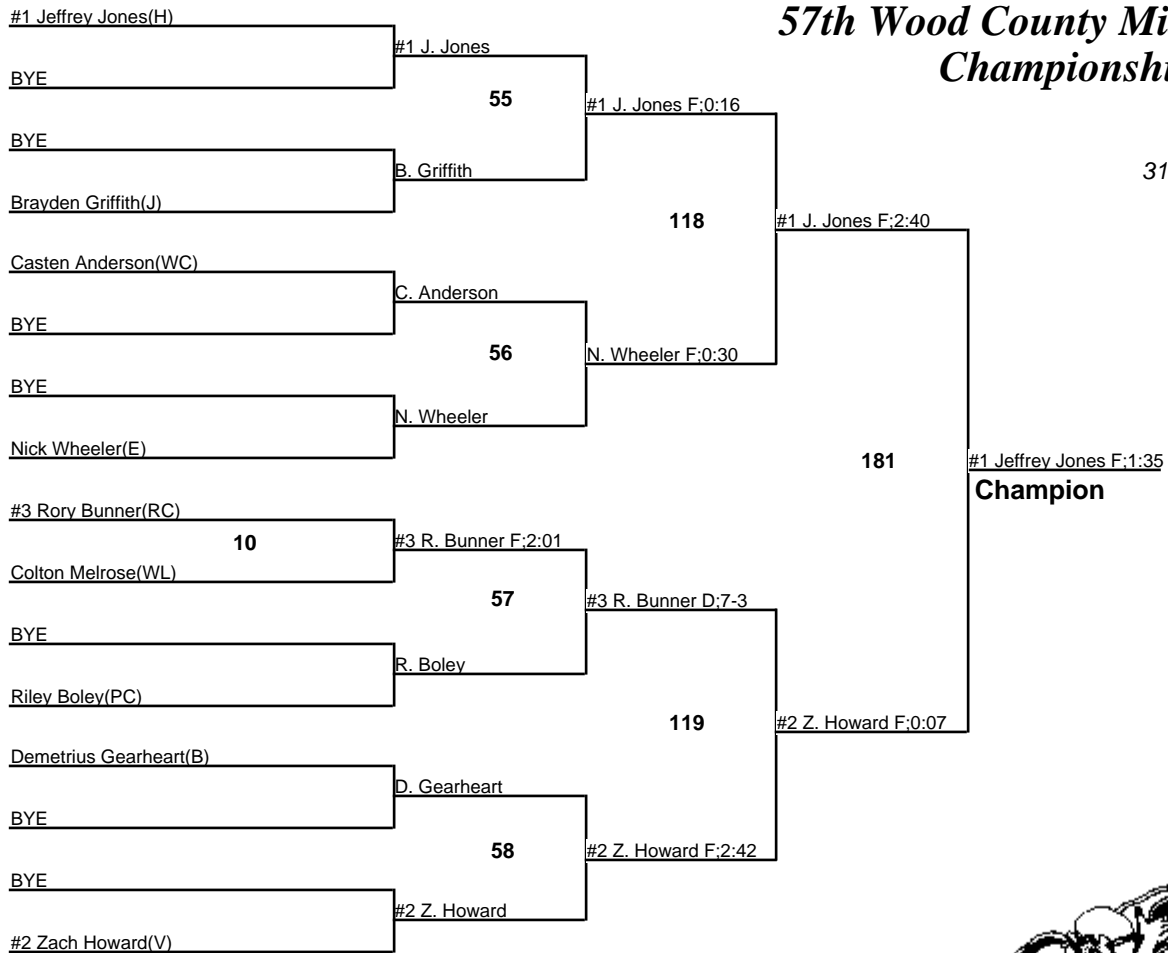 57th Wood County Mi
Championshi
31
#1 Jeffrey Jones(H)
BYE
BYE
Brayden Griffith(J)
Casten Anderson(WC)
BYE
BYE
Nick Wheeler(E)
#3 Rory Bunner(RC)
10
Colton Melrose(WL)
BYE
Riley Boley(PC)
Demetrius Gearheart(B)
BYE
BYE
#2 Zach Howard(V)
#1 J. Jones
55
B. Griffith
C. Anderson
56
N. Wheeler
#3 R. Bunner F;2:01
57
R. Boley
D. Gearheart
58
#2 Z. Howard
#1 J. Jones F;0:16
118
N. Wheeler F;0:30
#3 R. Bunner D;7-3
119
#2 Z. Howard F;2:42
#1 J. Jones F;2:40
181
#2 Z. Howard F;0:07
#1 Jeffrey Jones F;1:35
Champion